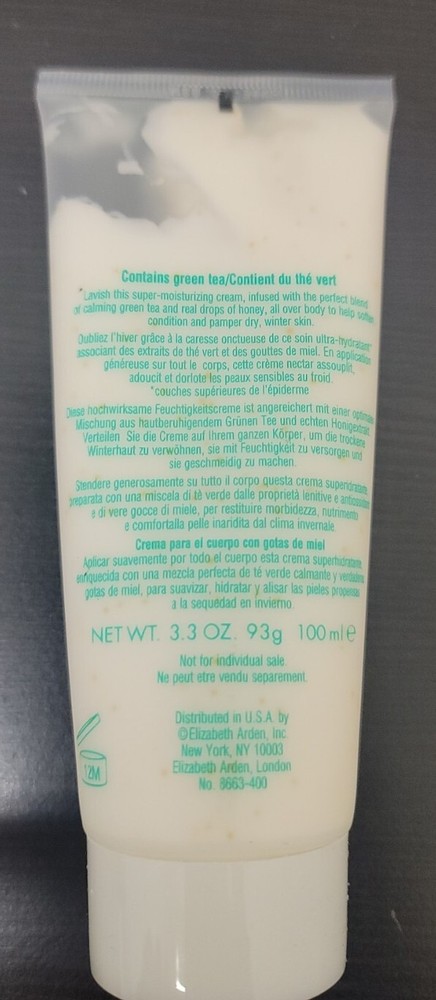 Contains green tea/Contient du thé vert
Lavish this super-moisturizing cream, infused with the perfect blend
of calming green tea and real drops of honey, all over body to help soften
condition and pamper dry, winter skin.
Oubliez l'hiver grâce à la caresse onctueuse de ce soin ultra-hydratant*
associant des extraits de thé vert et des gouttes de miel. En application
généreuse sur tout le corps, cette crème nectar assouplit,
adoucit et dorlote les peaux sensibles au froid.
*couches supérieures de l'épiderme
Diese hochwirksame Feuchtigkeitscreme ist angereichert mit einer optimalen
Mischung aus hautberuhigendem Grünen Tee und echten Honigextrakt
Verteilen Sie die Creme auf Ihrem ganzen Körper, um die trockene
Winterhaut zu verwöhnen, sie mit Feuchtigkeit zu versorgen und
sie geschmeidig zu machen.
Stendere generosamente su tutto il corpo questa crema superidratante
preparata con una miscela di tè verde dalle proprietà lenitive e
e di vere gocce di miele, per restituire morbidezza, nutrimento
e comfortalla pelle inaridita dal clima invernale
Crema para el cuerpo con gotas de miel
Aplicar suavemente por todo el cuerpo esta crema superhidratante
enriquecida con una mezcla perfecta de té verde calmante y verdaderas
gotas de miel, para suavizar, hidratar y alisar las pieles propensas
a la sequedad en invierno.
NET WT. 3.3 OZ. 93g 100 ml e
Not for individual sale
Ne peut etre vendu separement.
Distributed in U.S.A. by
©Elizabeth Arden, Inc.
New York, NY 10003
Elizabeth Arden, London
No. 8663-400
12M